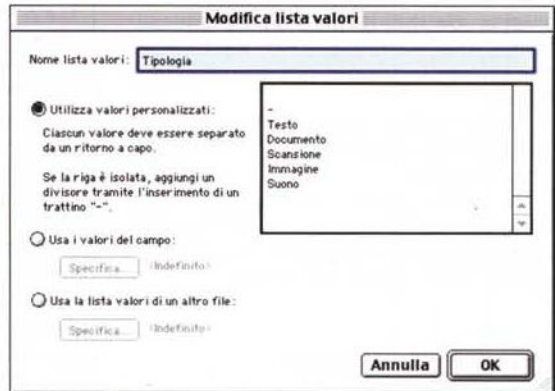 Modifica lista valori
Nome lista valori: Tipologia
Utilizza valori personalizzati:
Ciascun valore deve essere separato
da un ritorno a capo.
Se la riga è isolata, aggiungi un
divisore tramite l'inserimento di un
trattino "-".
-
Testo
Documento
Scansione
Immagine
Suono
Usa i valori del campo:
Specifica... <Indefinito>
Usa la lista valori di un altro file:
Specifica... <Indefinito>
Annulla OK